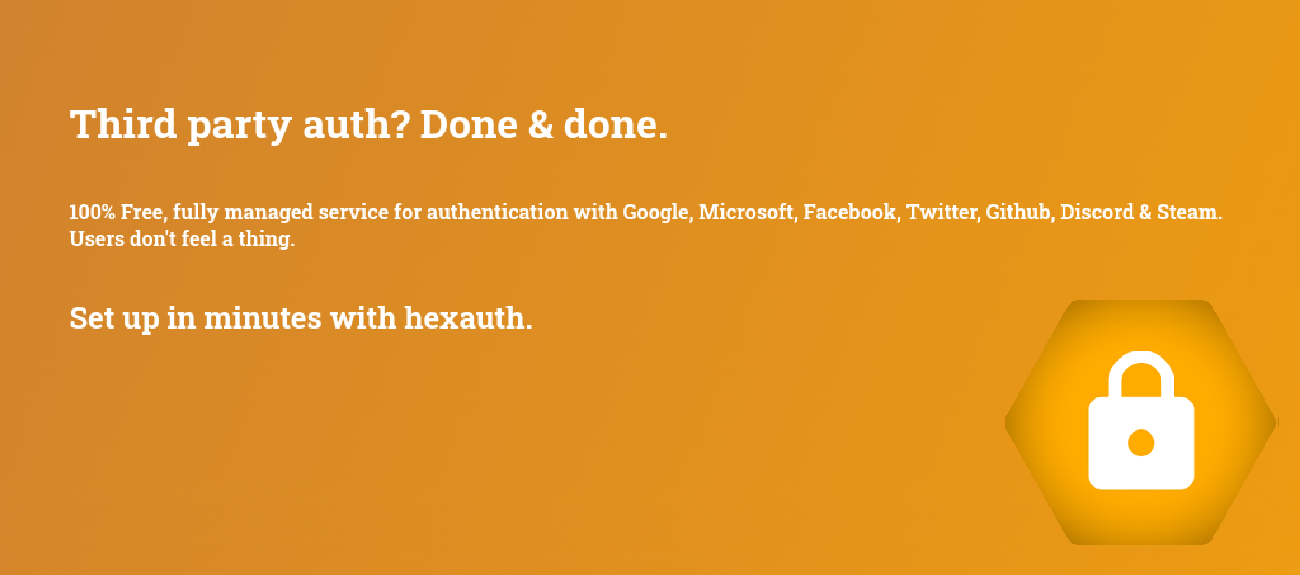 Third party auth? Done & done.
100% Free, fully managed service for authentication with Google, Microsoft, Facebook, Twitter, Github, Discord & Steam.
Users don't feel a thing.
Set up in minutes with hexauth.